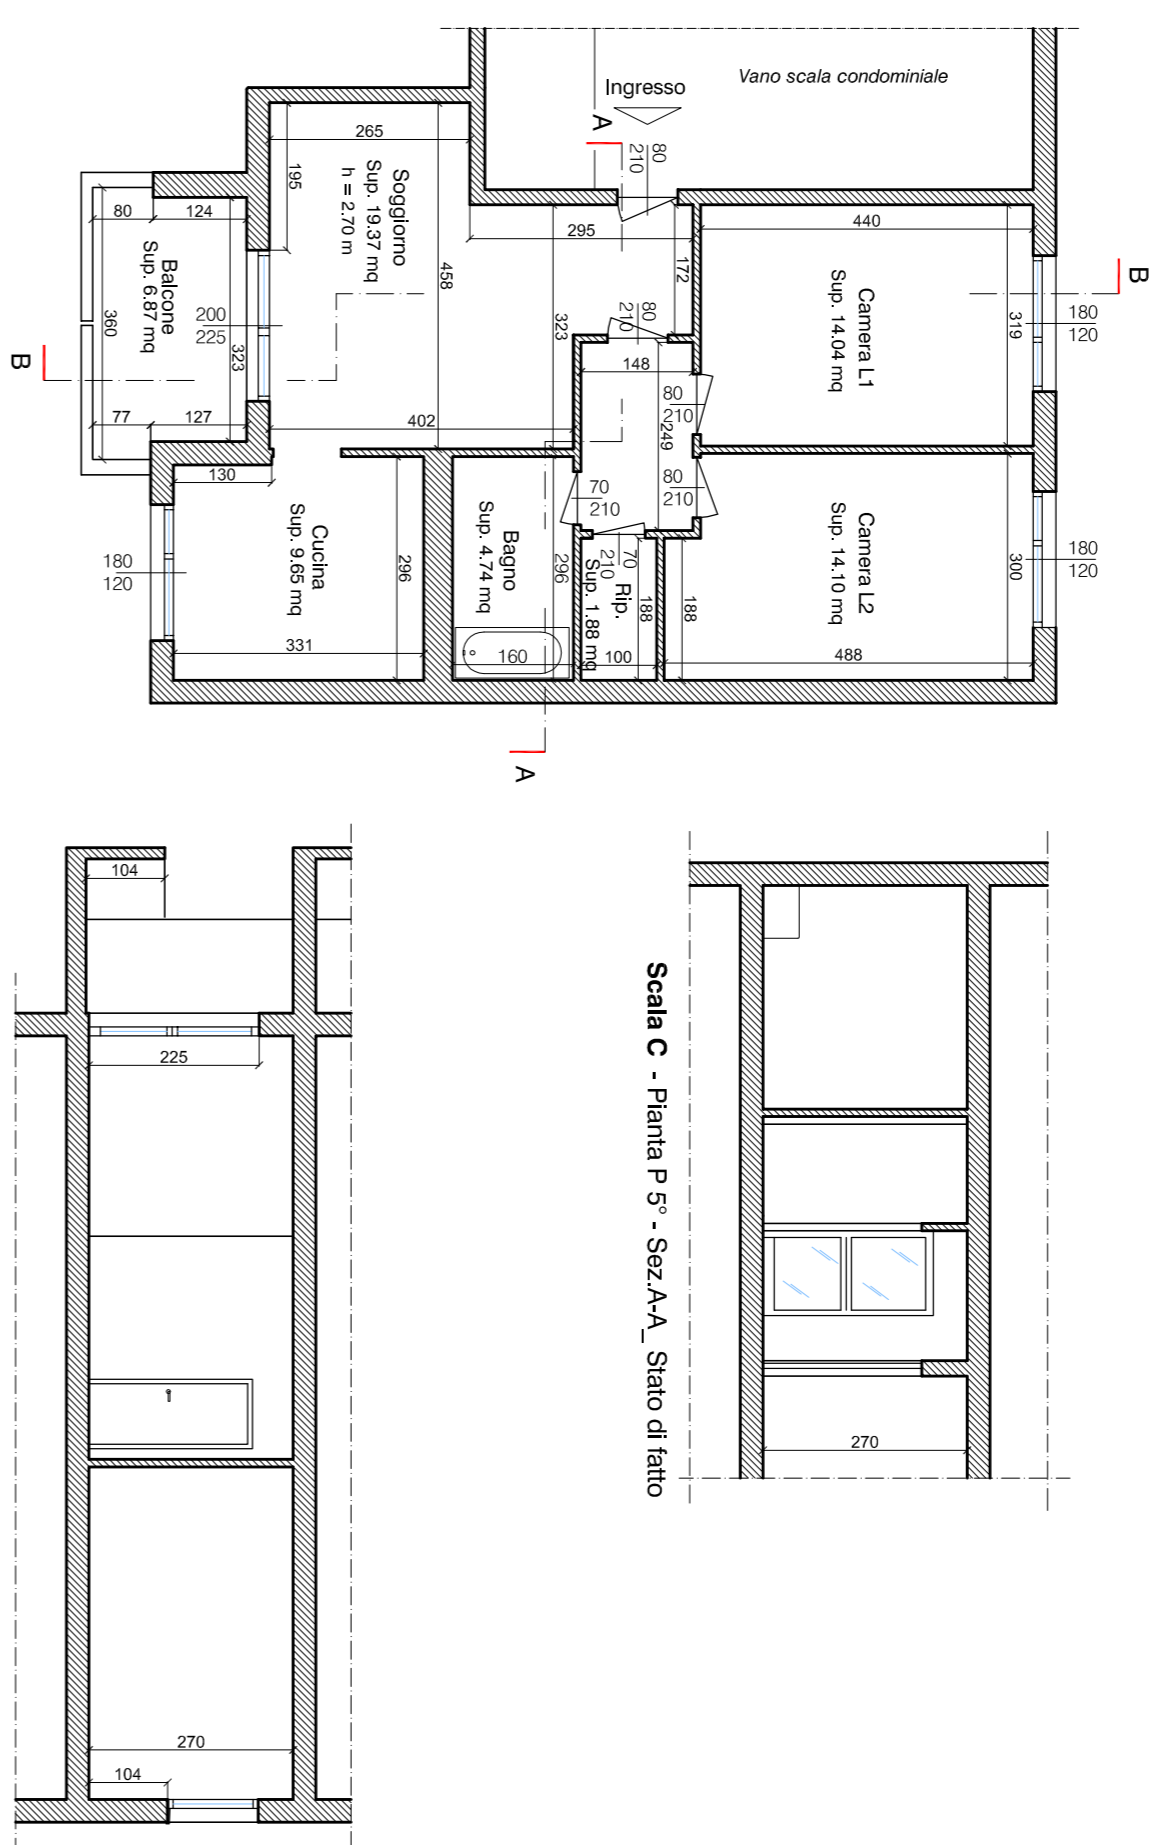 Vano scala condominiale
Ingresso
A
80
210
265
195
Soggiorno
Sup. 19.37 mq
h = 2.70 m
458
295
172
323
440
Camera L1
Sup. 14.04 mq
319
B
180
120
80
124
Balcone
Sup. 6.87 mq
360
200
225
323
77
127
B
80
210
148
249
80
210
402
80
210
70
210
130
Cucina
Sup. 9.65 mq
296
331
180
120
Bagno
Sup. 4.74 mq
296
160
70
210
Rip.
Sup. 1.88 mq
188
100
188
Camera L2
Sup. 14.10 mq
300
488
180
120
A
104
225
270
104
Scala C - Pianta P 5° - Sez.A-A_ Stato di fatto
270